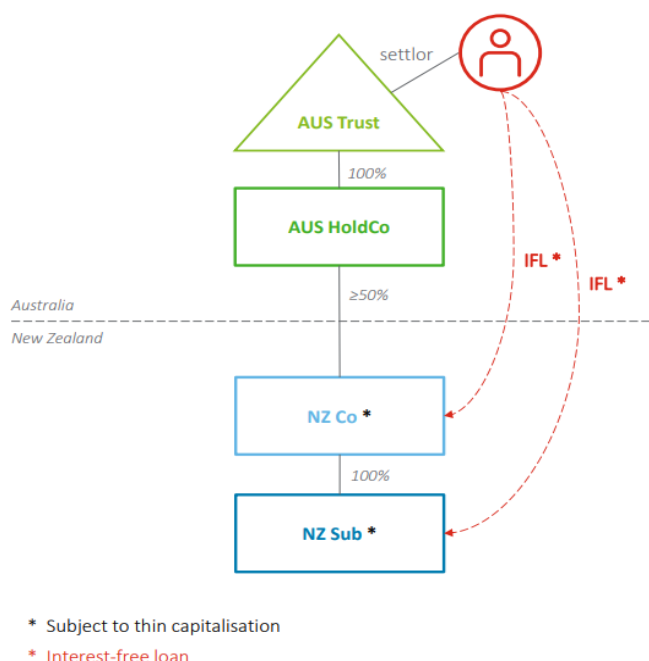 settlor
AUS Trust
100%
AUS HoldCo
IFL *
IFL *
≥50%
Australia
New Zealand
NZ Co *
100%
NZ Sub *
* Subject to thin capitalisation
* Interest-free loan